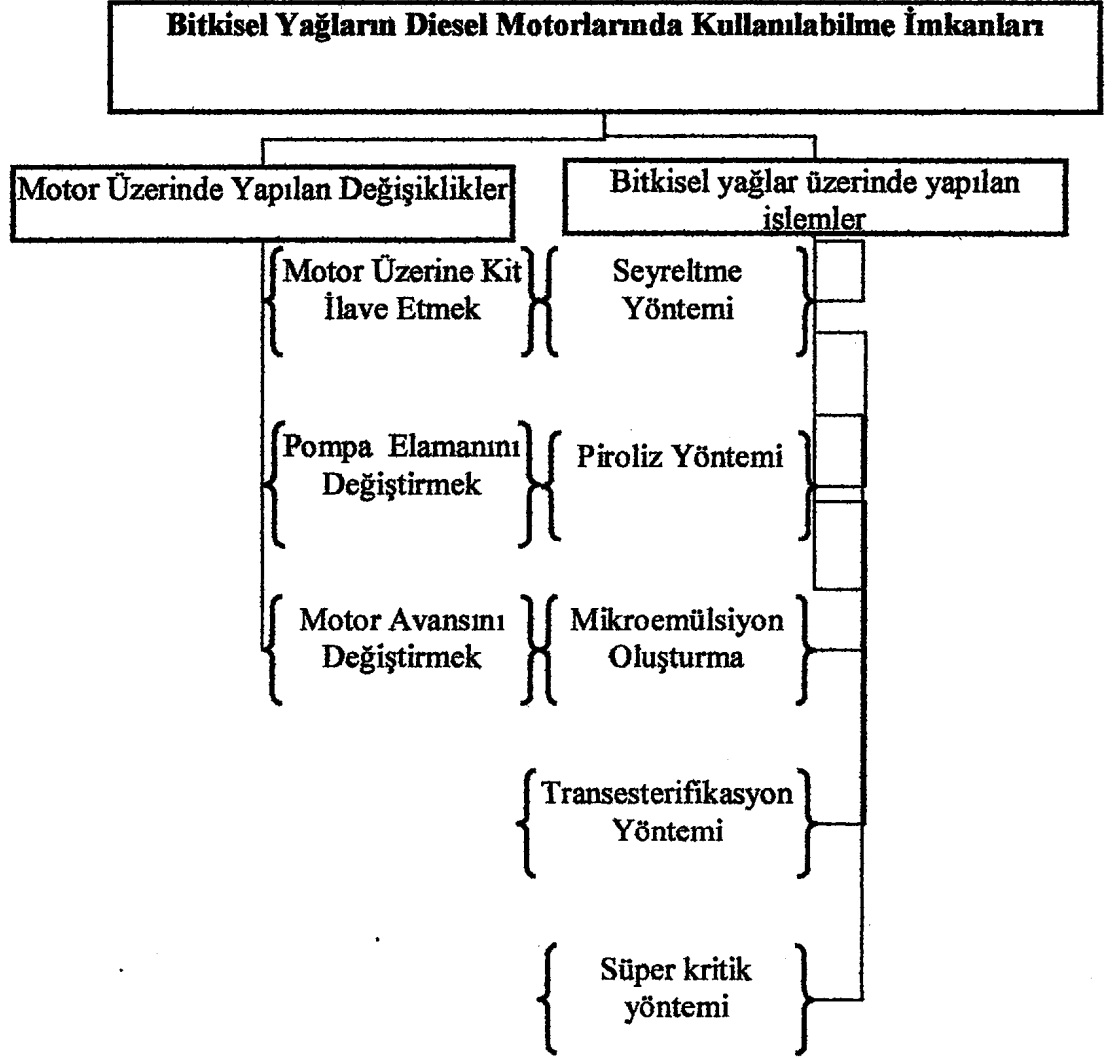 Bitkisel Yağların Diesel Motorlarında Kullanılabilme İmkanları
Motor Üzerinde Yapılan Değişiklikler
Bitkisel yağlar üzerinde yapılan
işlemler
Motor Üzerine Kit
İlave Etmek
Seyreltme
Yöntemi
Pompa Elamanını
Değiştirmek
Piroliz Yöntemi
Motor Avansını
Değiştirmek
Mikroemülsiyon
Oluşturma
Transesterifikasyon
Yöntemi
Süper kritik
yöntemi